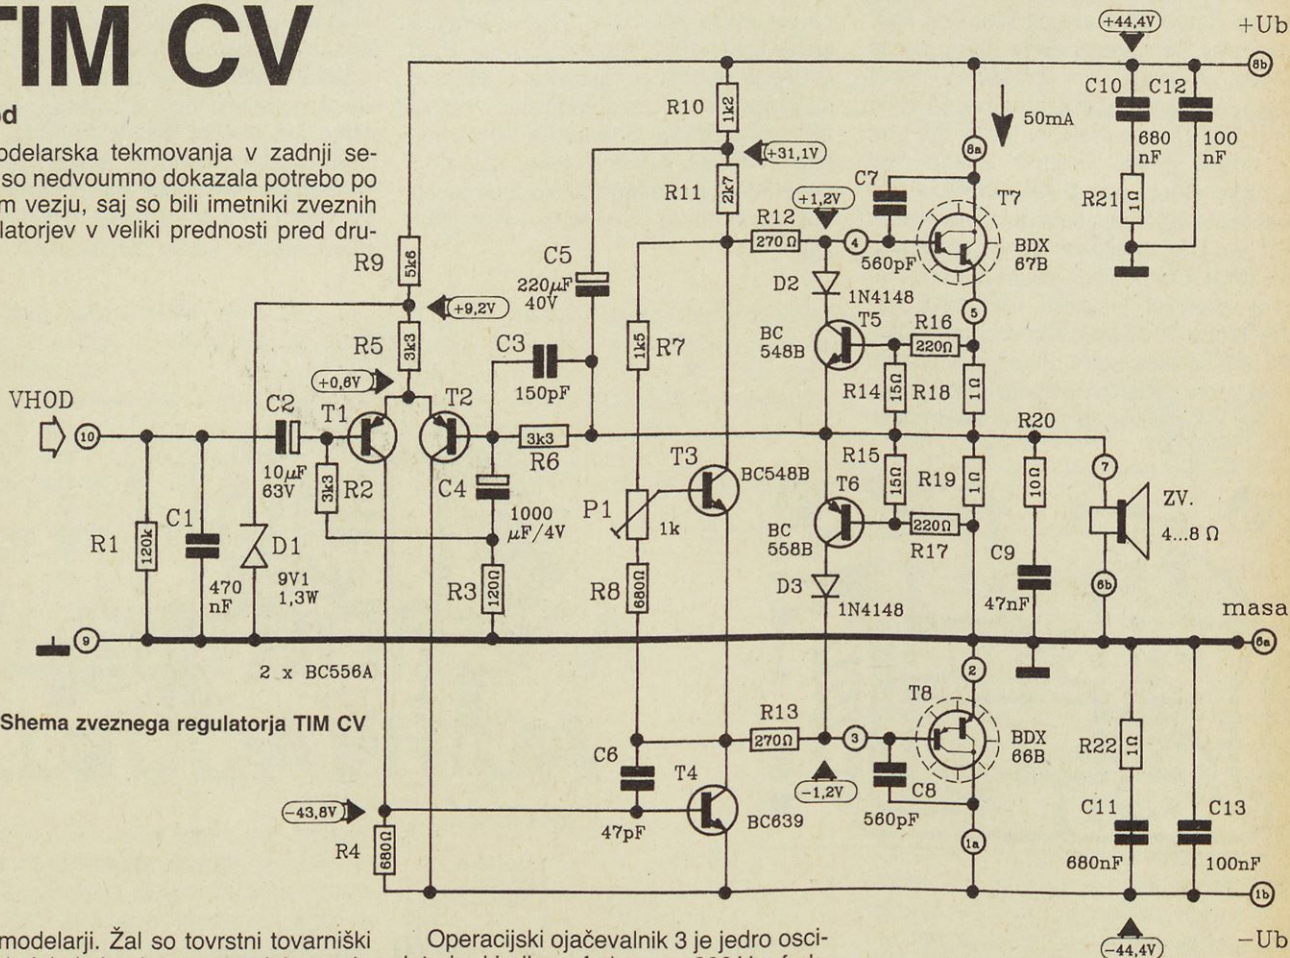 TIM CV
od
odelarska tekmovanja v zadnji se-
so nedvoumno dokazala potrebo po
m vezju, saj so bili imetniki zveznih
latorjev v veliki prednosti pred dru-
+44,4V
+Ub
8b
C10
C12
R10
1k2
50mA
680
nF
100
nF
8a
+31,1V
R11
2k7
C7
R21
1Ω
T7
+1,2V
R12
270Ω
4
560pF
BDX
67B
R9
5k6
C5
220µF
40V
D2
1N4148
+9,2V
5
R5
3k3
C3
150pF
R7
1k5
BC
548B
T5
R16
220Ω
+0,6V
R14
15Ω
R18
1Ω
VHOD
10
C2
10µF
63V
T1
T2
3k3
R6
R20
10Ω
R15
15Ω
R19
1Ω
7
R2
3k3
C4
1000
µF/4V
T3
BC548B
P1
1k
T6
BC
558B
220Ω
R17
ZV.
4...8 Ω
R1
120k
C1
470
nF
D1
9V1
1,3W
R3
120Ω
R8
680Ω
D3
1N4148
C9
47nF
6b
masa
9
6a
2 x BC556A
2
Shema zveznega regulatorja TIM CV
R13
270Ω
3
T8
BDX
66B
R22
1Ω
C6
47pF
T4
BC639
-1,2V
C8
560pF
-43,8V
R4
680Ω
C11
680nF
C13
100nF
1a
1b
-44,4V
-Ub
modelarji. Žal so tovrstni tovarniški
Operacijski ojačevalnik 3 je jedro osci-